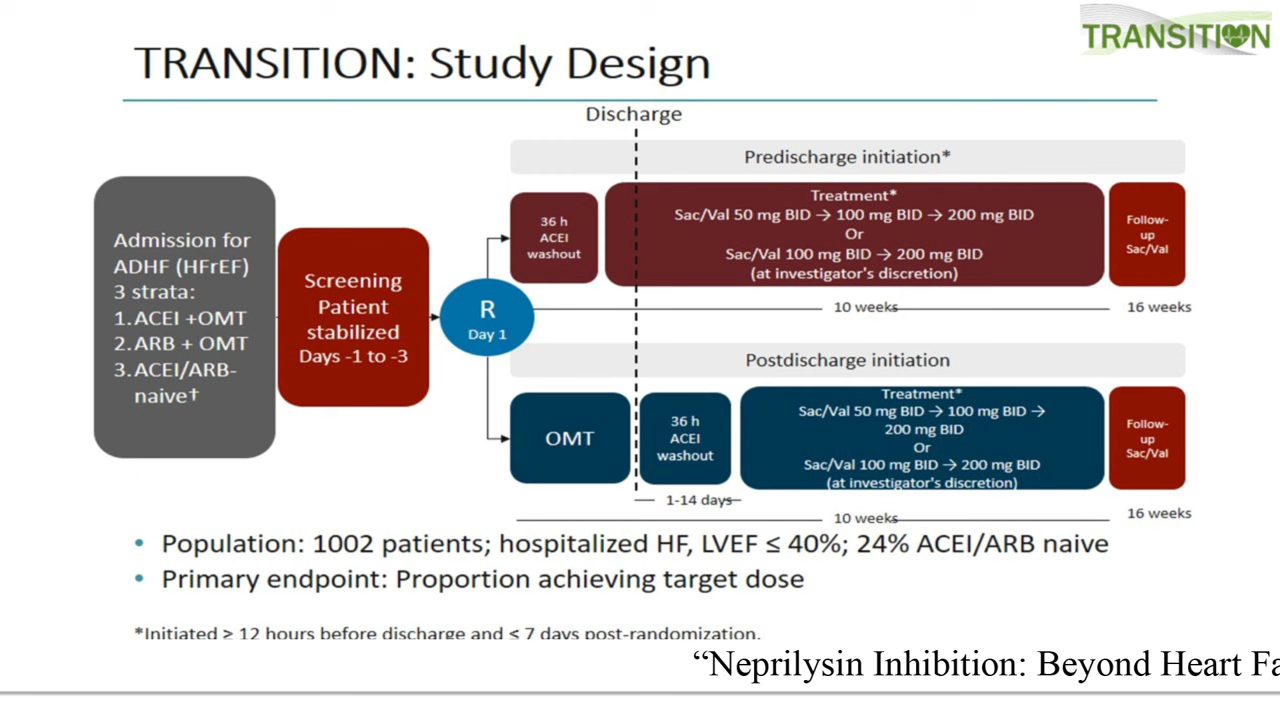 TRANSITION
TRANSITION: Study Design
Discharge
Predischarge initiation*
Admission for
ADHF (HFrEF)
3 strata:
1. ACEI +OMT
2. ARB + OMT
3. ACEI/ARB-
naive†
Screening
Patient
stabilized
Days -1 to -3
R
Day 1
36 h
ACEI
washout
Treatment*
Sac/Val 50 mg BID → 100 mg BID → 200 mg BID
Or
Sac/Val 100 mg BID → 200 mg BID
(at investigator's discretion)
Follow-
up
Sac/Val
10 weeks
16 weeks
Postdischarge initiation
OMT
36 h
ACEI
washout
Treatment*
Sac/Val 50 mg BID → 100 mg BID →
200 mg BID
Or
Sac/Val 100 mg BID → 200 mg BID
(at investigator's discretion)
Follow-
up
Sac/Val
1-14 days
10 weeks
16 weeks
• Population: 1002 patients; hospitalized HF, LVEF ≤ 40%; 24% ACEI/ARB naive
• Primary endpoint: Proportion achieving target dose
*Initiated ≥ 12 hours before discharge and ≤ 7 days post-randomization.
“Neprilysin Inhibition: Beyond Heart Fa